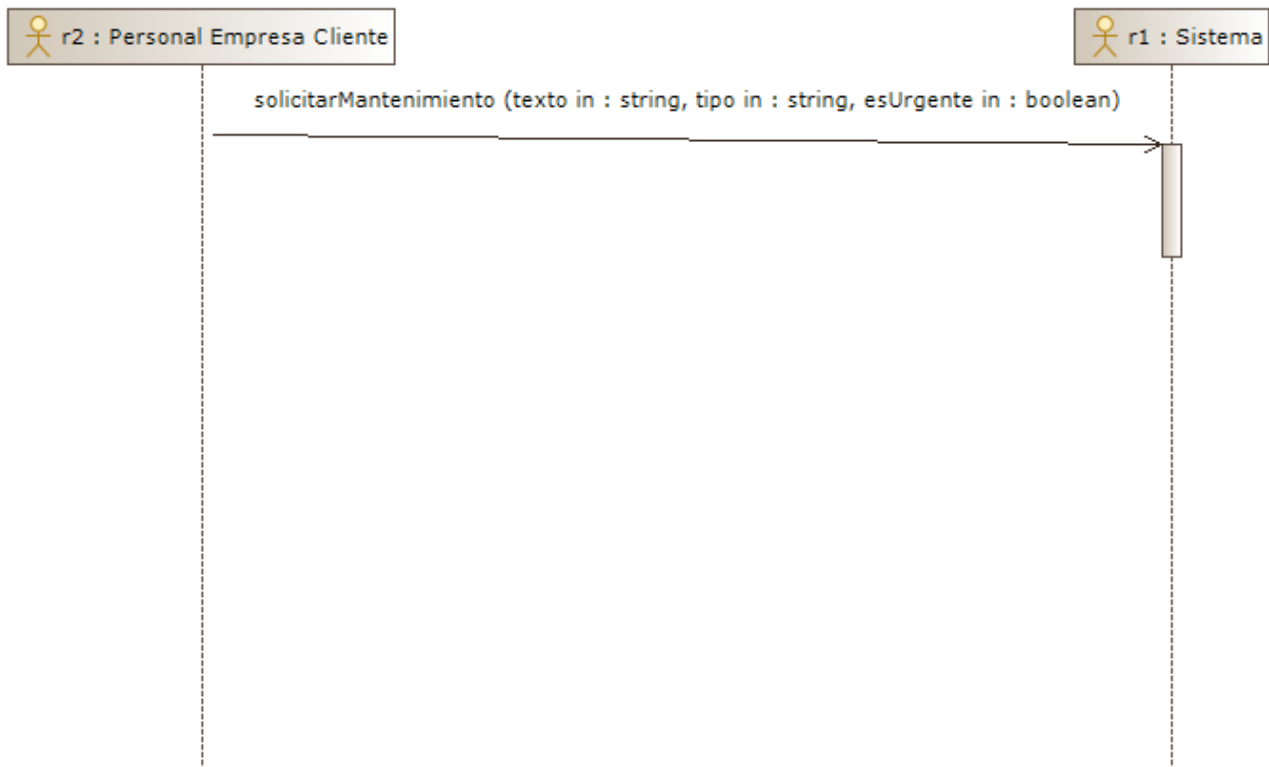 r2 : Personal Empresa Cliente
r1 : Sistema
solicitarMantenimiento (texto in : string, tipo in : string, esUrgente in : boolean)